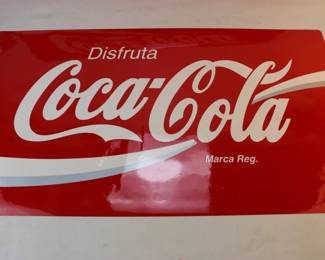 Disfruta
Coca-Cola
Marca Reg.